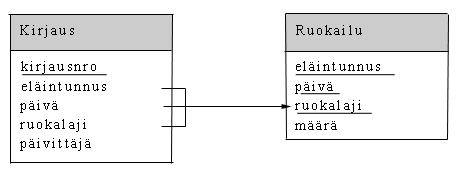 Kirjaus
kirjausnro
eläintunnus
päivä
ruokalaji
päivittäjä
Ruokailu
eläintunnus
päivä
ruokalaji
määrä